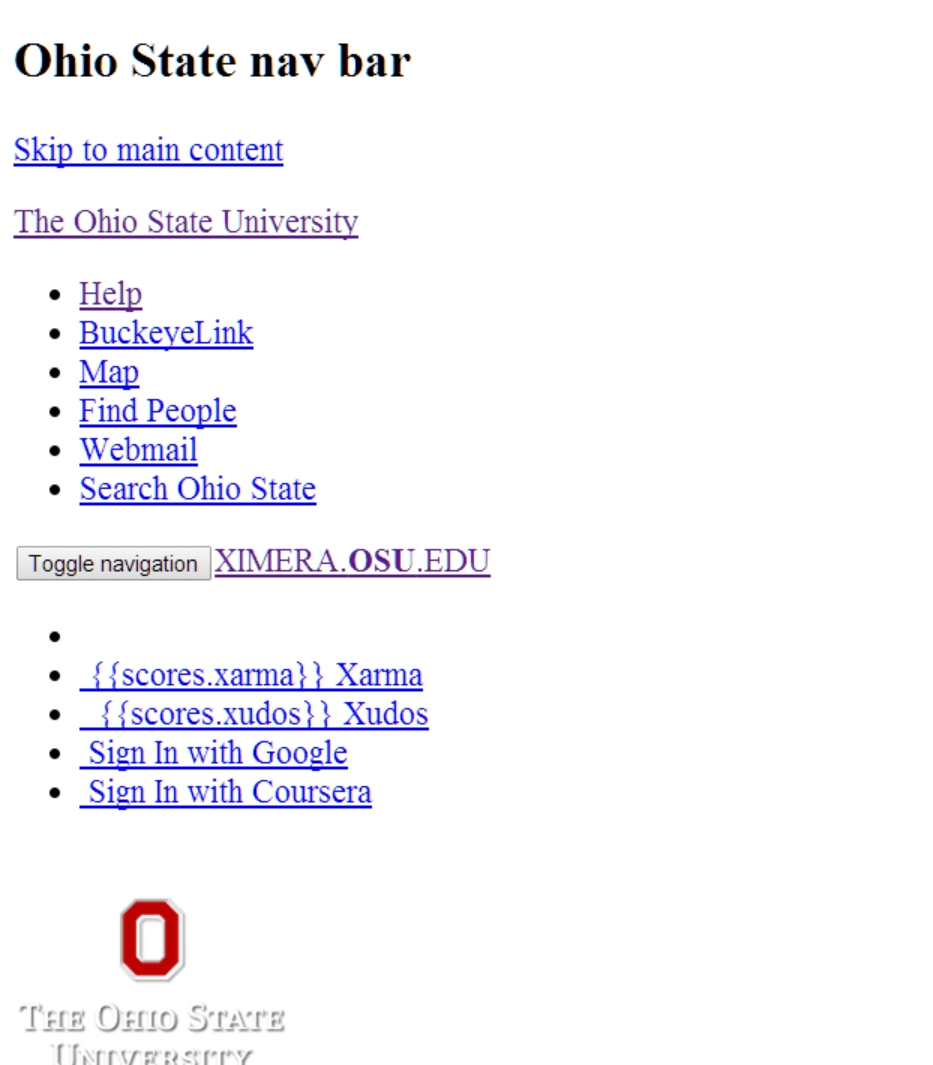 Ohio State nav bar
Skip to main content
The Ohio State University
Help
BuckeyeLink
Map
Find People
Webmail
Search Ohio State
Toggle navigation XIMERA.OSU.EDU
{{scores.xarma}} Xarma
{{scores.xudos}} Xudos
Sign In with Google
Sign In with Coursera
THE OHIO STATE
UNIVERSITY